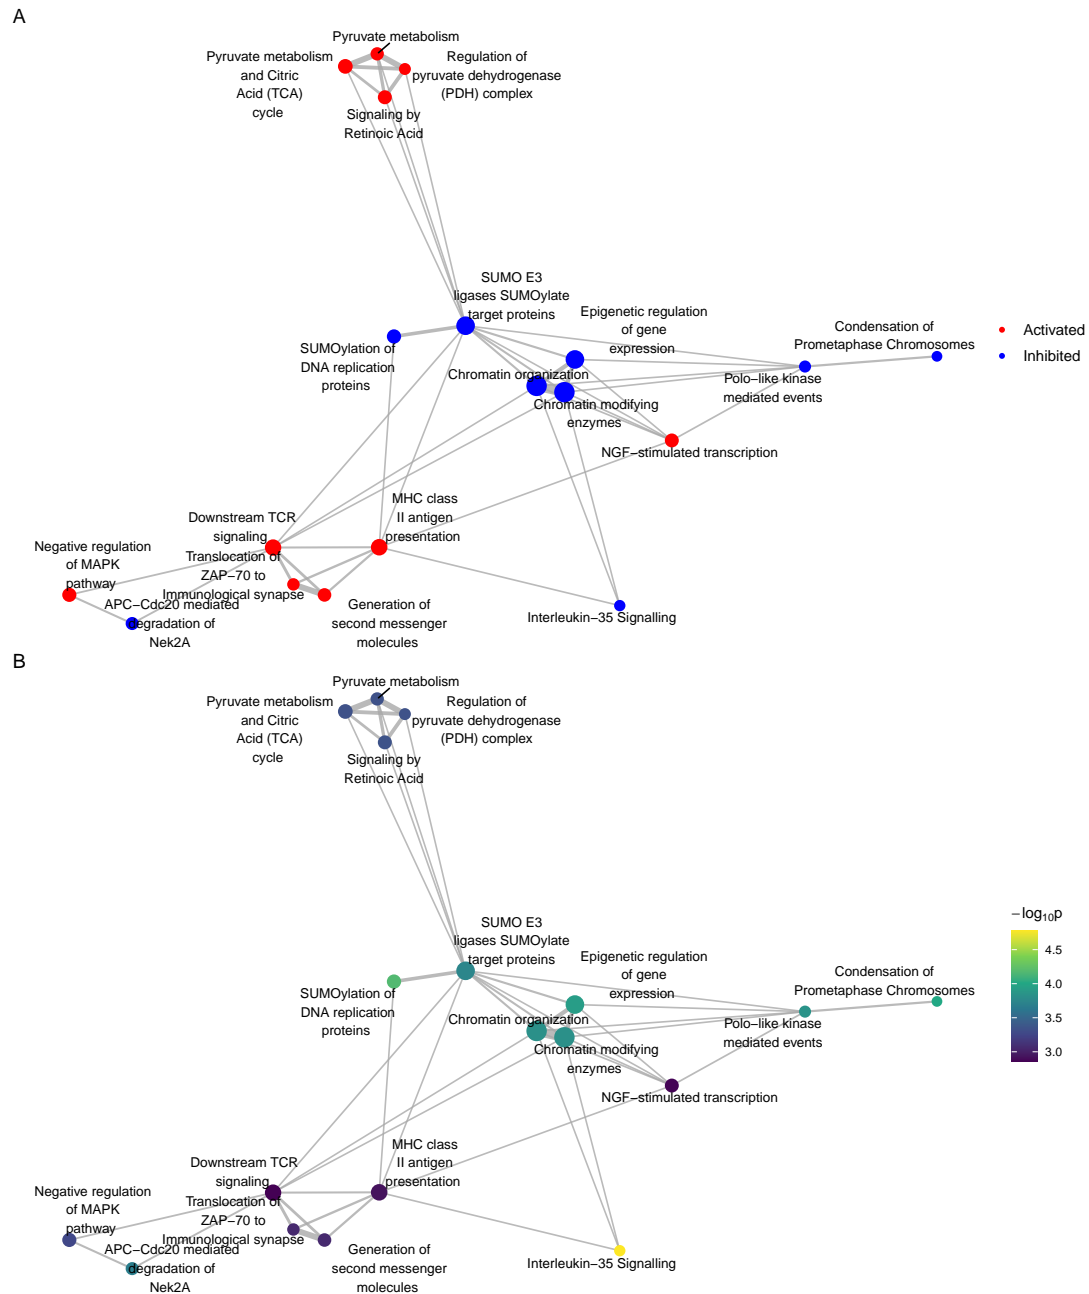 A
Pyruvate metabolism
Pyruvate metabolism
and Citric
Acid (TCA)
cycle
Regulation of
pyruvate dehydrogenase
(PDH) complex
Signaling by
Retinoic Acid
SUMO E3
ligases SUMOylate
target proteins
SUMOylation of
DNA replication
proteins
Epigenetic regulation
of gene
expression
Chromatin organization
Chromatin modifying
enzymes
Condensation of
Prometaphase Chromosomes
Polo−like kinase
mediated events
NGF−stimulated transcription
Activated
Inhibited
MHC class
II antigen
presentation
Downstream TCR
signaling
Translocation of
ZAP−70 to
Immunological synapse
Negative regulation
of MAPK
pathway
APC−Cdc20 mediated
degradation of
Nek2A
Generation of
second messenger
molecules
Interleukin−35 Signalling
B
Pyruvate metabolism
Pyruvate metabolism
and Citric
Acid (TCA)
cycle
Regulation of
pyruvate dehydrogenase
(PDH) complex
Signaling by
Retinoic Acid
SUMO E3
ligases SUMOylate
target proteins
SUMOylation of
DNA replication
proteins
Epigenetic regulation
of gene
expression
Chromatin organization
Chromatin modifying
enzymes
Condensation of
Prometaphase Chromosomes
Polo−like kinase
mediated events
NGF−stimulated transcription
−log₁₀p
4.5
4.0
3.5
3.0
MHC class
II antigen
presentation
Downstream TCR
signaling
Translocation of
ZAP−70 to
Immunological synapse
Negative regulation
of MAPK
pathway
APC−Cdc20 mediated
degradation of
Nek2A
Generation of
second messenger
molecules
Interleukin−35 Signalling